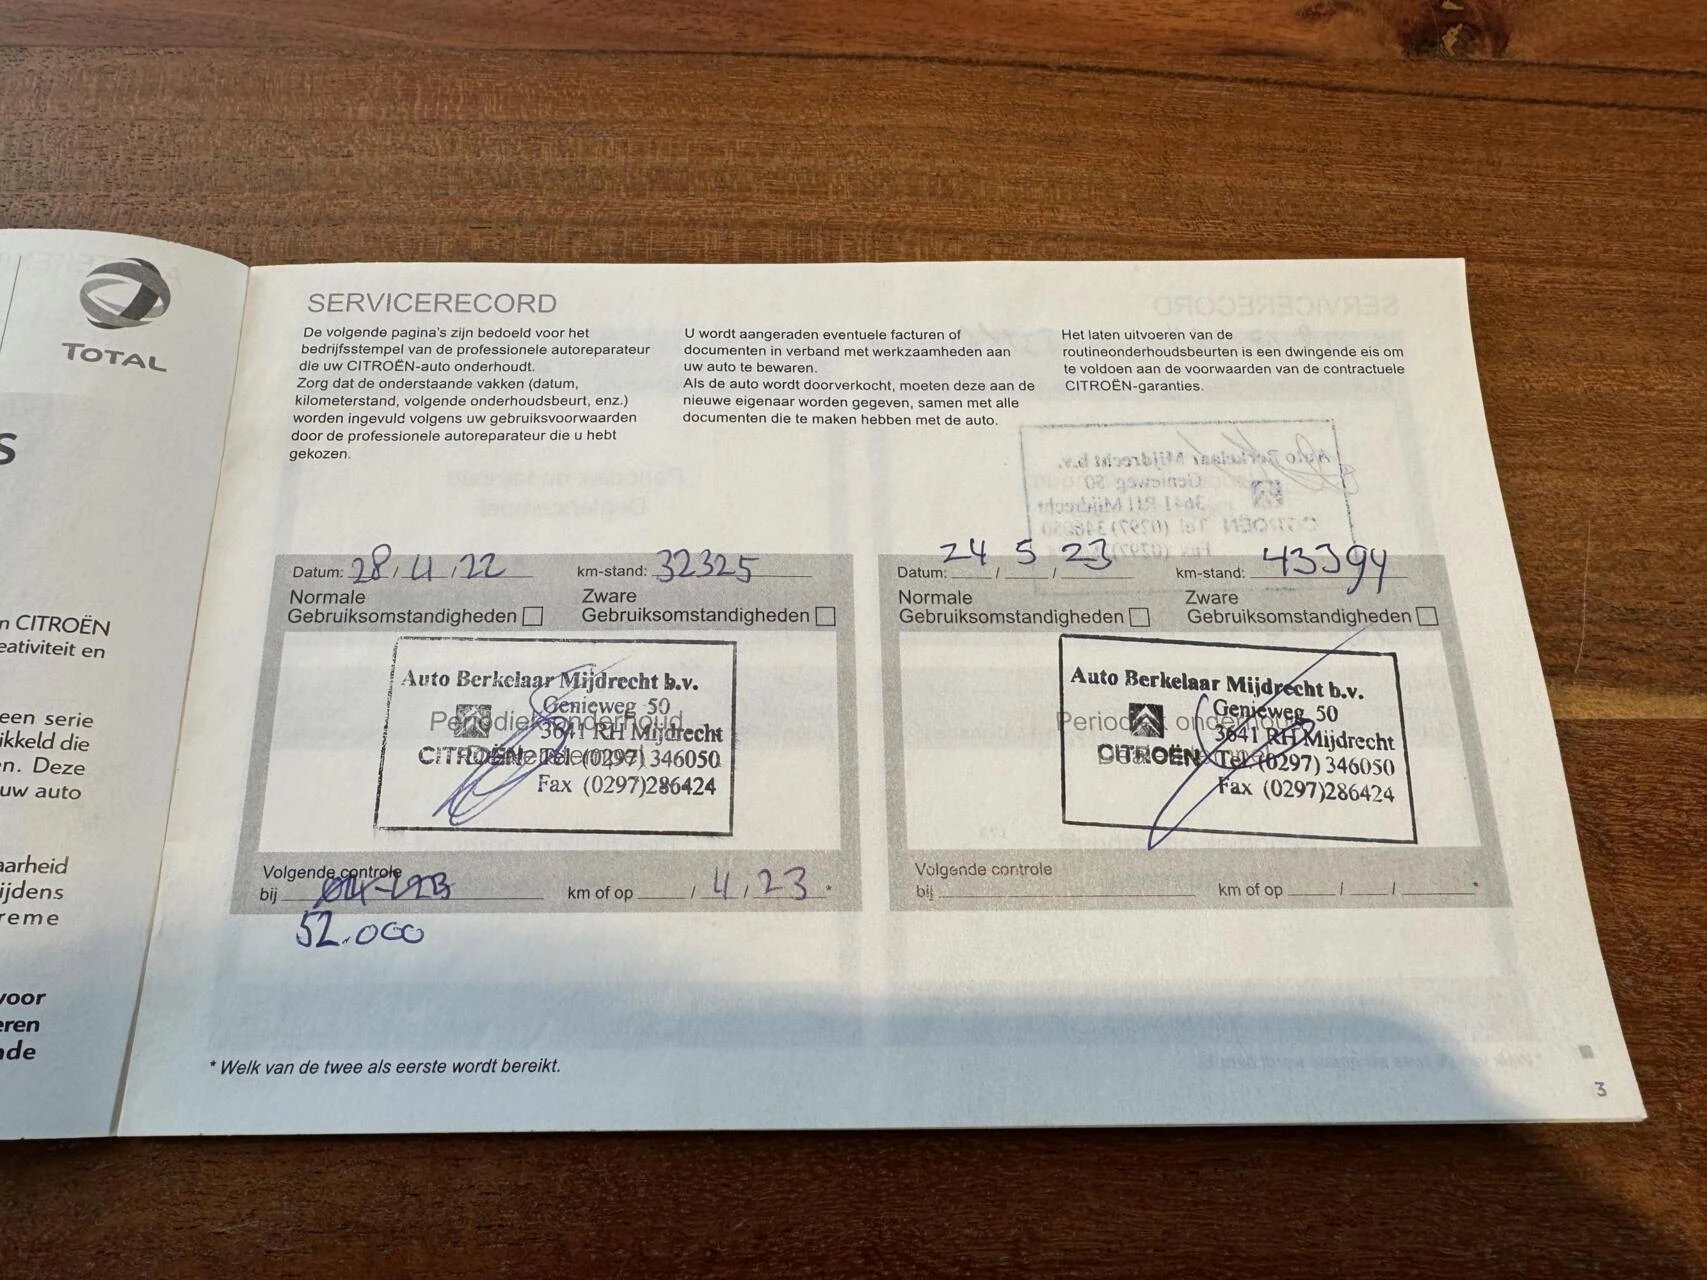 TOTAL
S
n CITROËN
eativiteit en
een serie
ikkeld die
en. Deze
uw auto
aarheid
ijdens
reme
voor
eren
nde
SERVICERECORD
De volgende pagina's zijn bedoeld voor het
bedrijfsstempel van de professionele autoreparateur
die uw CITROËN-auto onderhoudt.
Zorg dat de onderstaande vakken (datum,
kilometerstand, volgende onderhoudsbeurt, enz.)
worden ingevuld volgens uw gebruiksvoorwaarden
door de professionele autoreparateur die u hebt
gekozen.
U wordt aangeraden eventuele facturen of
documenten in verband met werkzaamheden aan
uw auto te bewaren.
Als de auto wordt doorverkocht, moeten deze aan de
nieuwe eigenaar worden gegeven, samen met alle
documenten die te maken hebben met de auto.
Het laten uitvoeren van de
routineonderhoudsbeurten is een dwingende eis om
te voldoen aan de voorwaarden van de contractuele
CITROËN-garanties.
Datum: 28 / 4 / 22 km-stand: 32325
Normale Zware
Gebruiksomstandigheden Gebruiksomstandigheden
Auto Berkelaar Mijdrecht b.v.
Genieweg 50
Periodiek onderhoud
3641 RH Mijdrecht
CITROËN Tel. (0297) 346050
Fax (0297)286424
Volgende controle
bij km of op / 4 / 23 *
52.000
Datum: 24 / 5 / 23 km-stand: 43394
Normale Zware
Gebruiksomstandigheden Gebruiksomstandigheden
Auto Berkelaar Mijdrecht b.v.
Genieweg 50
Periodiek onderhoud
3641 RH Mijdrecht
CITROËN Tel. (0297) 346050
Fax (0297)286424
Volgende controle
bij km of op / / *
* Welk van de twee als eerste wordt bereikt.
3